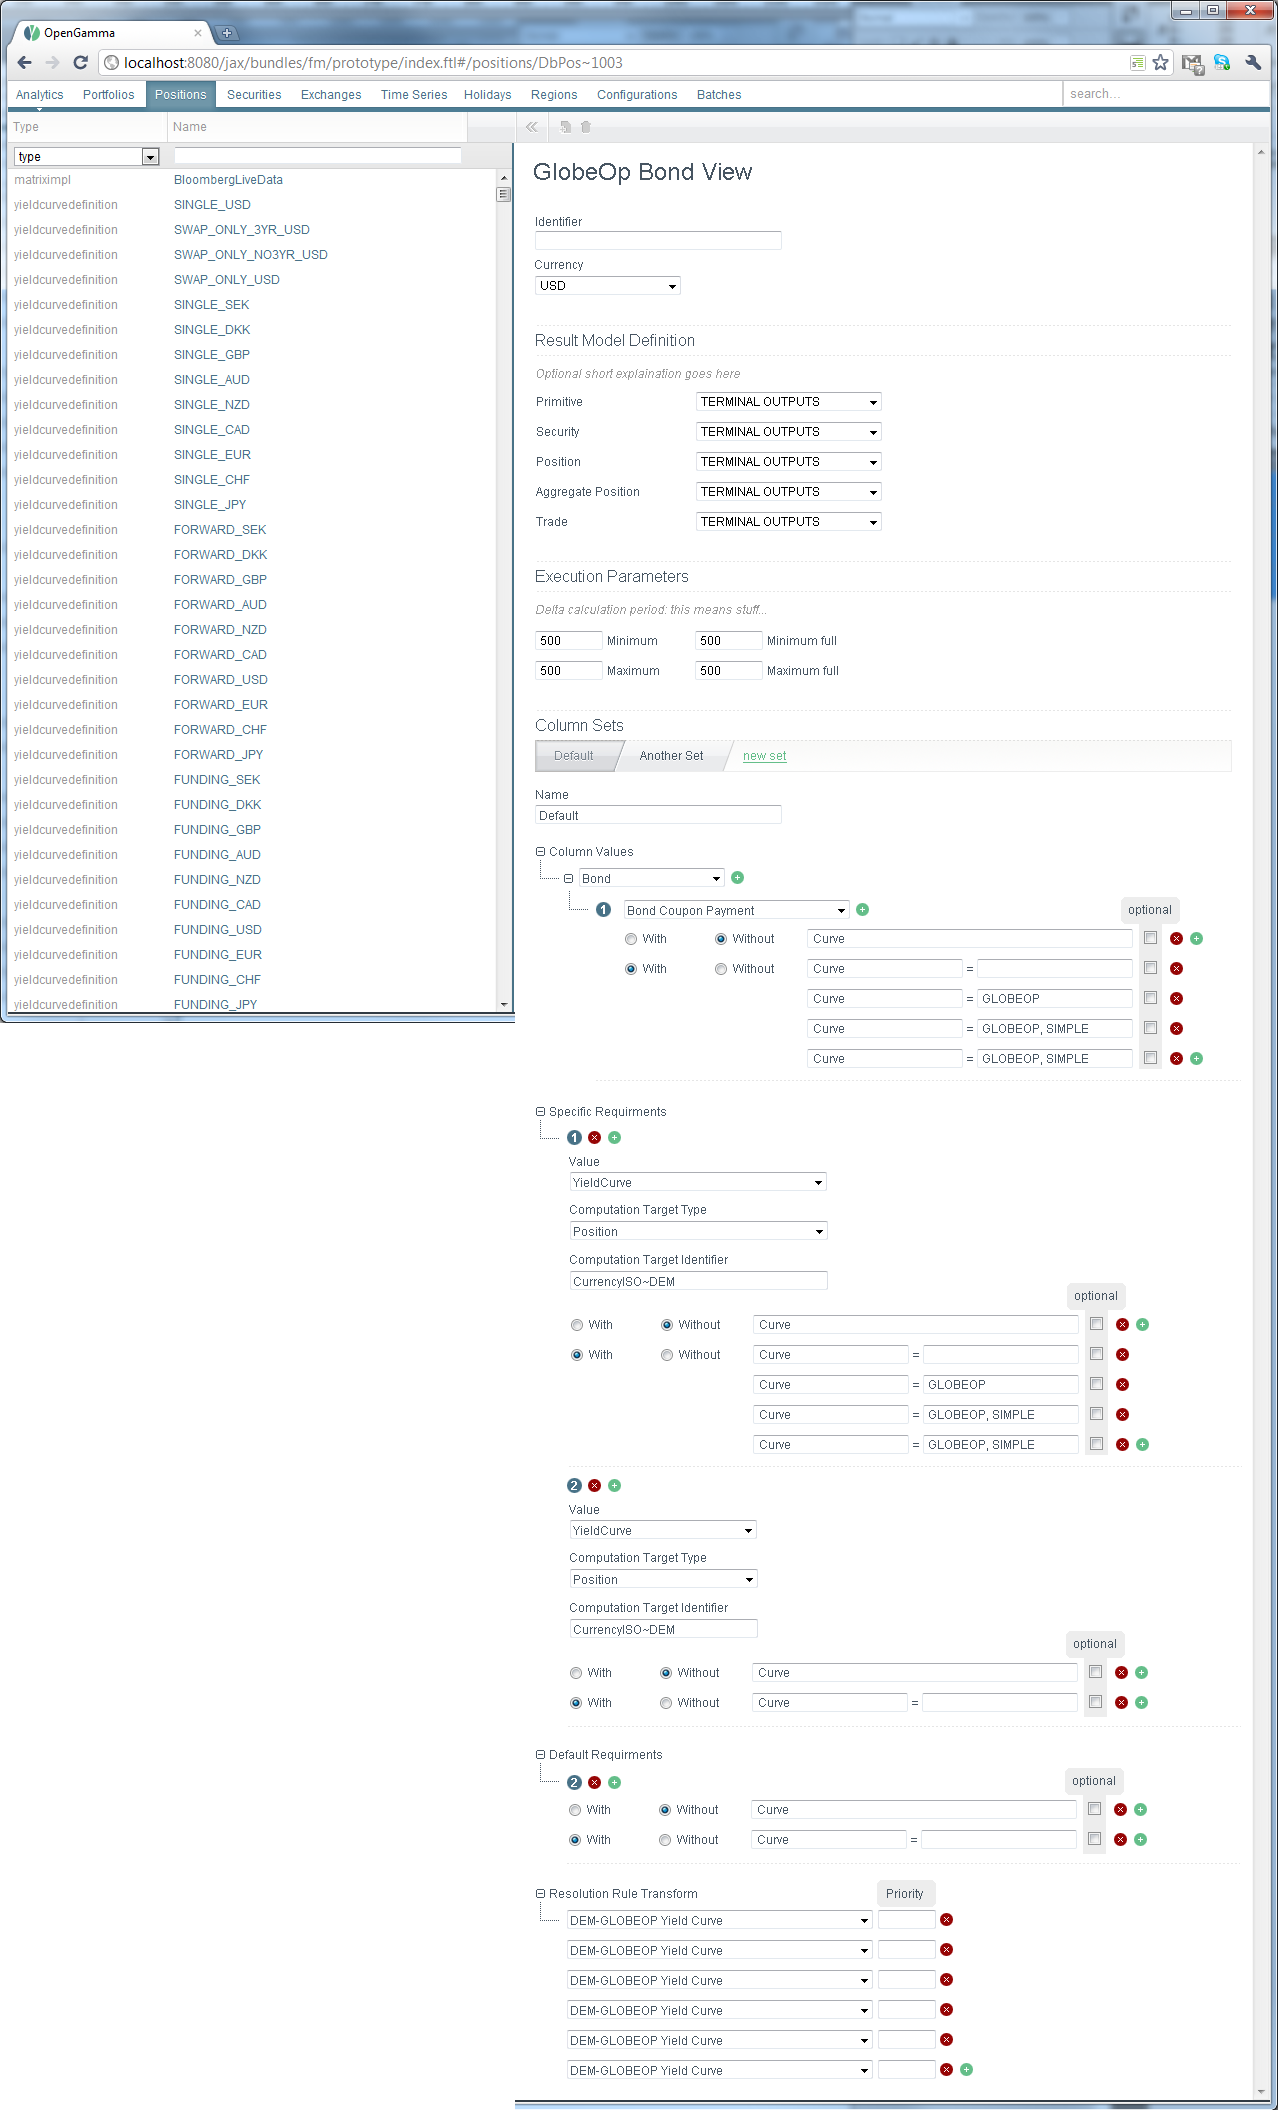 OpenGamma
localhost:8080/jax/bundles/fm/prototype/index.ftl#/positions/DbPos~1003
Analytics Portfolios Positions Securities Exchanges Time Series Holidays Regions Configurations Batches search...
Type Name
type
matriximpl BloombergLiveData
yieldcurvedefinition SINGLE_USD
yieldcurvedefinition SWAP_ONLY_3YR_USD
yieldcurvedefinition SWAP_ONLY_NO3YR_USD
yieldcurvedefinition SWAP_ONLY_USD
yieldcurvedefinition SINGLE_SEK
yieldcurvedefinition SINGLE_DKK
yieldcurvedefinition SINGLE_GBP
yieldcurvedefinition SINGLE_AUD
yieldcurvedefinition SINGLE_NZD
yieldcurvedefinition SINGLE_CAD
yieldcurvedefinition SINGLE_EUR
yieldcurvedefinition SINGLE_CHF
yieldcurvedefinition SINGLE_JPY
yieldcurvedefinition FORWARD_SEK
yieldcurvedefinition FORWARD_DKK
yieldcurvedefinition FORWARD_GBP
yieldcurvedefinition FORWARD_AUD
yieldcurvedefinition FORWARD_NZD
yieldcurvedefinition FORWARD_CAD
yieldcurvedefinition FORWARD_USD
yieldcurvedefinition FORWARD_EUR
yieldcurvedefinition FORWARD_CHF
yieldcurvedefinition FORWARD_JPY
yieldcurvedefinition FUNDING_SEK
yieldcurvedefinition FUNDING_DKK
yieldcurvedefinition FUNDING_GBP
yieldcurvedefinition FUNDING_AUD
yieldcurvedefinition FUNDING_NZD
yieldcurvedefinition FUNDING_CAD
yieldcurvedefinition FUNDING_USD
yieldcurvedefinition FUNDING_EUR
yieldcurvedefinition FUNDING_CHF
yieldcurvedefinition FUNDING_JPY
GlobeOp Bond View
Identifier
Currency
USD
Result Model Definition
Optional short explaination goes here
Primitive TERMINAL OUTPUTS
Security TERMINAL OUTPUTS
Position TERMINAL OUTPUTS
Aggregate Position TERMINAL OUTPUTS
Trade TERMINAL OUTPUTS
Execution Parameters
Delta calculation period: this means stuff...
500 Minimum 500 Minimum full
500 Maximum 500 Maximum full
Column Sets
Default Another Set new set
Name
Default
Column Values
Bond
1 Bond Coupon Payment optional
With Without Curve
With Without Curve =
Curve = GLOBEOP
Curve = GLOBEOP, SIMPLE
Curve = GLOBEOP, SIMPLE
Specific Requirments
1
Value
YieldCurve
Computation Target Type
Position
Computation Target Identifier
CurrencyISO~DEM
optional
With Without Curve
With Without Curve =
Curve = GLOBEOP
Curve = GLOBEOP, SIMPLE
Curve = GLOBEOP, SIMPLE
2
Value
YieldCurve
Computation Target Type
Position
Computation Target Identifier
CurrencyISO~DEM
optional
With Without Curve
With Without Curve =
Default Requirments
2 optional
With Without Curve
With Without Curve =
Resolution Rule Transform Priority
DEM-GLOBEOP Yield Curve
DEM-GLOBEOP Yield Curve
DEM-GLOBEOP Yield Curve
DEM-GLOBEOP Yield Curve
DEM-GLOBEOP Yield Curve
DEM-GLOBEOP Yield Curve